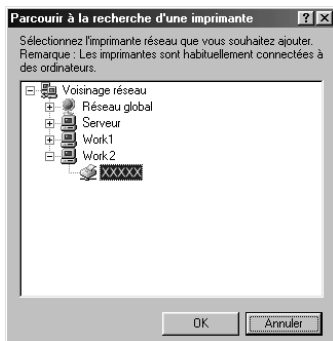 Parcourir à la recherche d'une imprimante
Sélectionnez l'imprimante réseau que vous souhaitez ajouter.
Remarque : Les imprimantes sont habituellement connectées à
des ordinateurs.
Voisinage réseau
Réseau global
Serveur
Work1
Work2
XXXXX
OK
Annuler